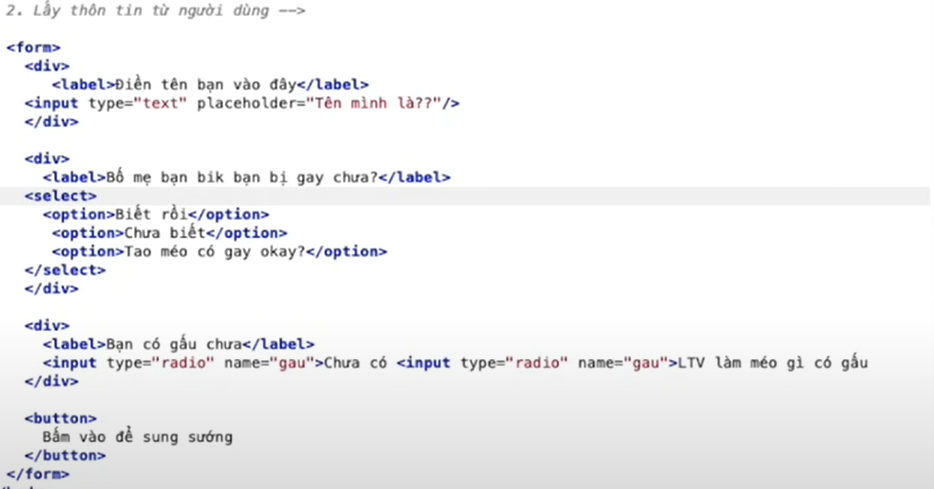 2. Lấy thôn tin từ người dùng -->
<form>
<div>
<label>Điền tên bạn vào đây</label>
<input type="text" placeholder="Tên mình là??"/>
</div>
<div>
<label>Bố mẹ bạn bik bạn bị gay chưa?</label>
<select>
<option>Biết rồi</option>
<option>Chưa biết</option>
<option>Tao méo có gay okay?</option>
</select>
</div>
<div>
<label>Bạn có gấu chưa</label>
<input type="radio" name="gau">Chưa có <input type="radio" name="gau">LTV làm méo gì có gấu
</div>
<button>
Bấm vào để sung sướng
</button>
</form>